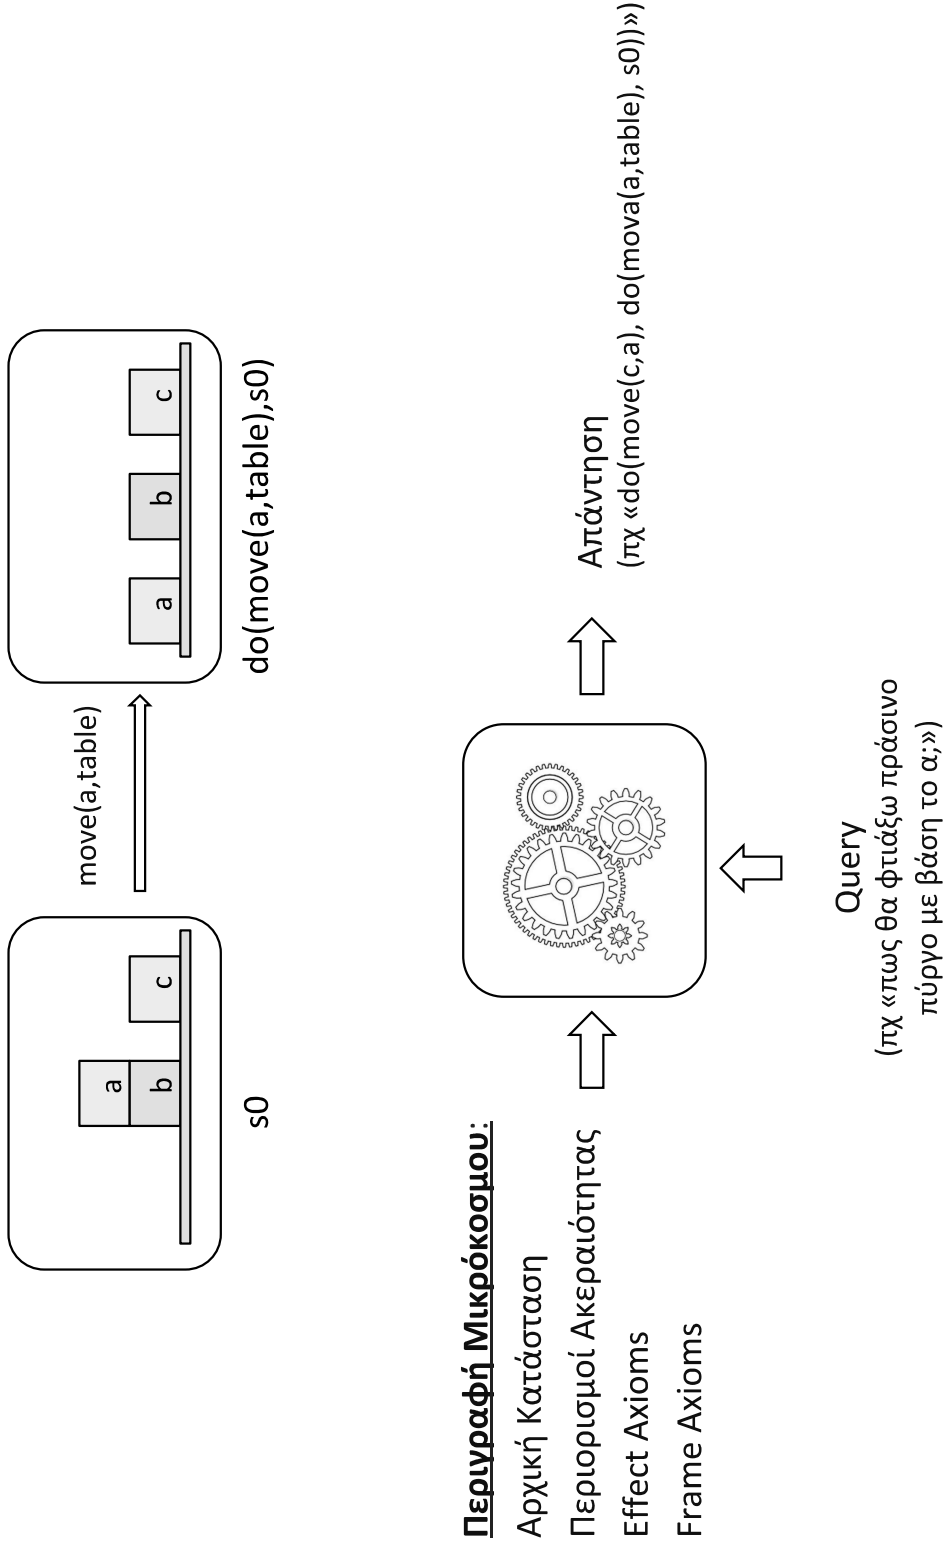 move(a,table)
a
b
c
a
b
c
s0
do(move(a,table),s0)
Περιγραφή Μικρόκοσμου:
Αρχική Κατάσταση
Περιορισμοί Ακεραιότητας
Effect Axioms
Frame Axioms
Απάντηση
(πχ «do(move(c,a), do(mova(a,table), s0))»)
Query
(πχ «πως θα φτιάξω πράσινο
πύργο με βάση το α;»)